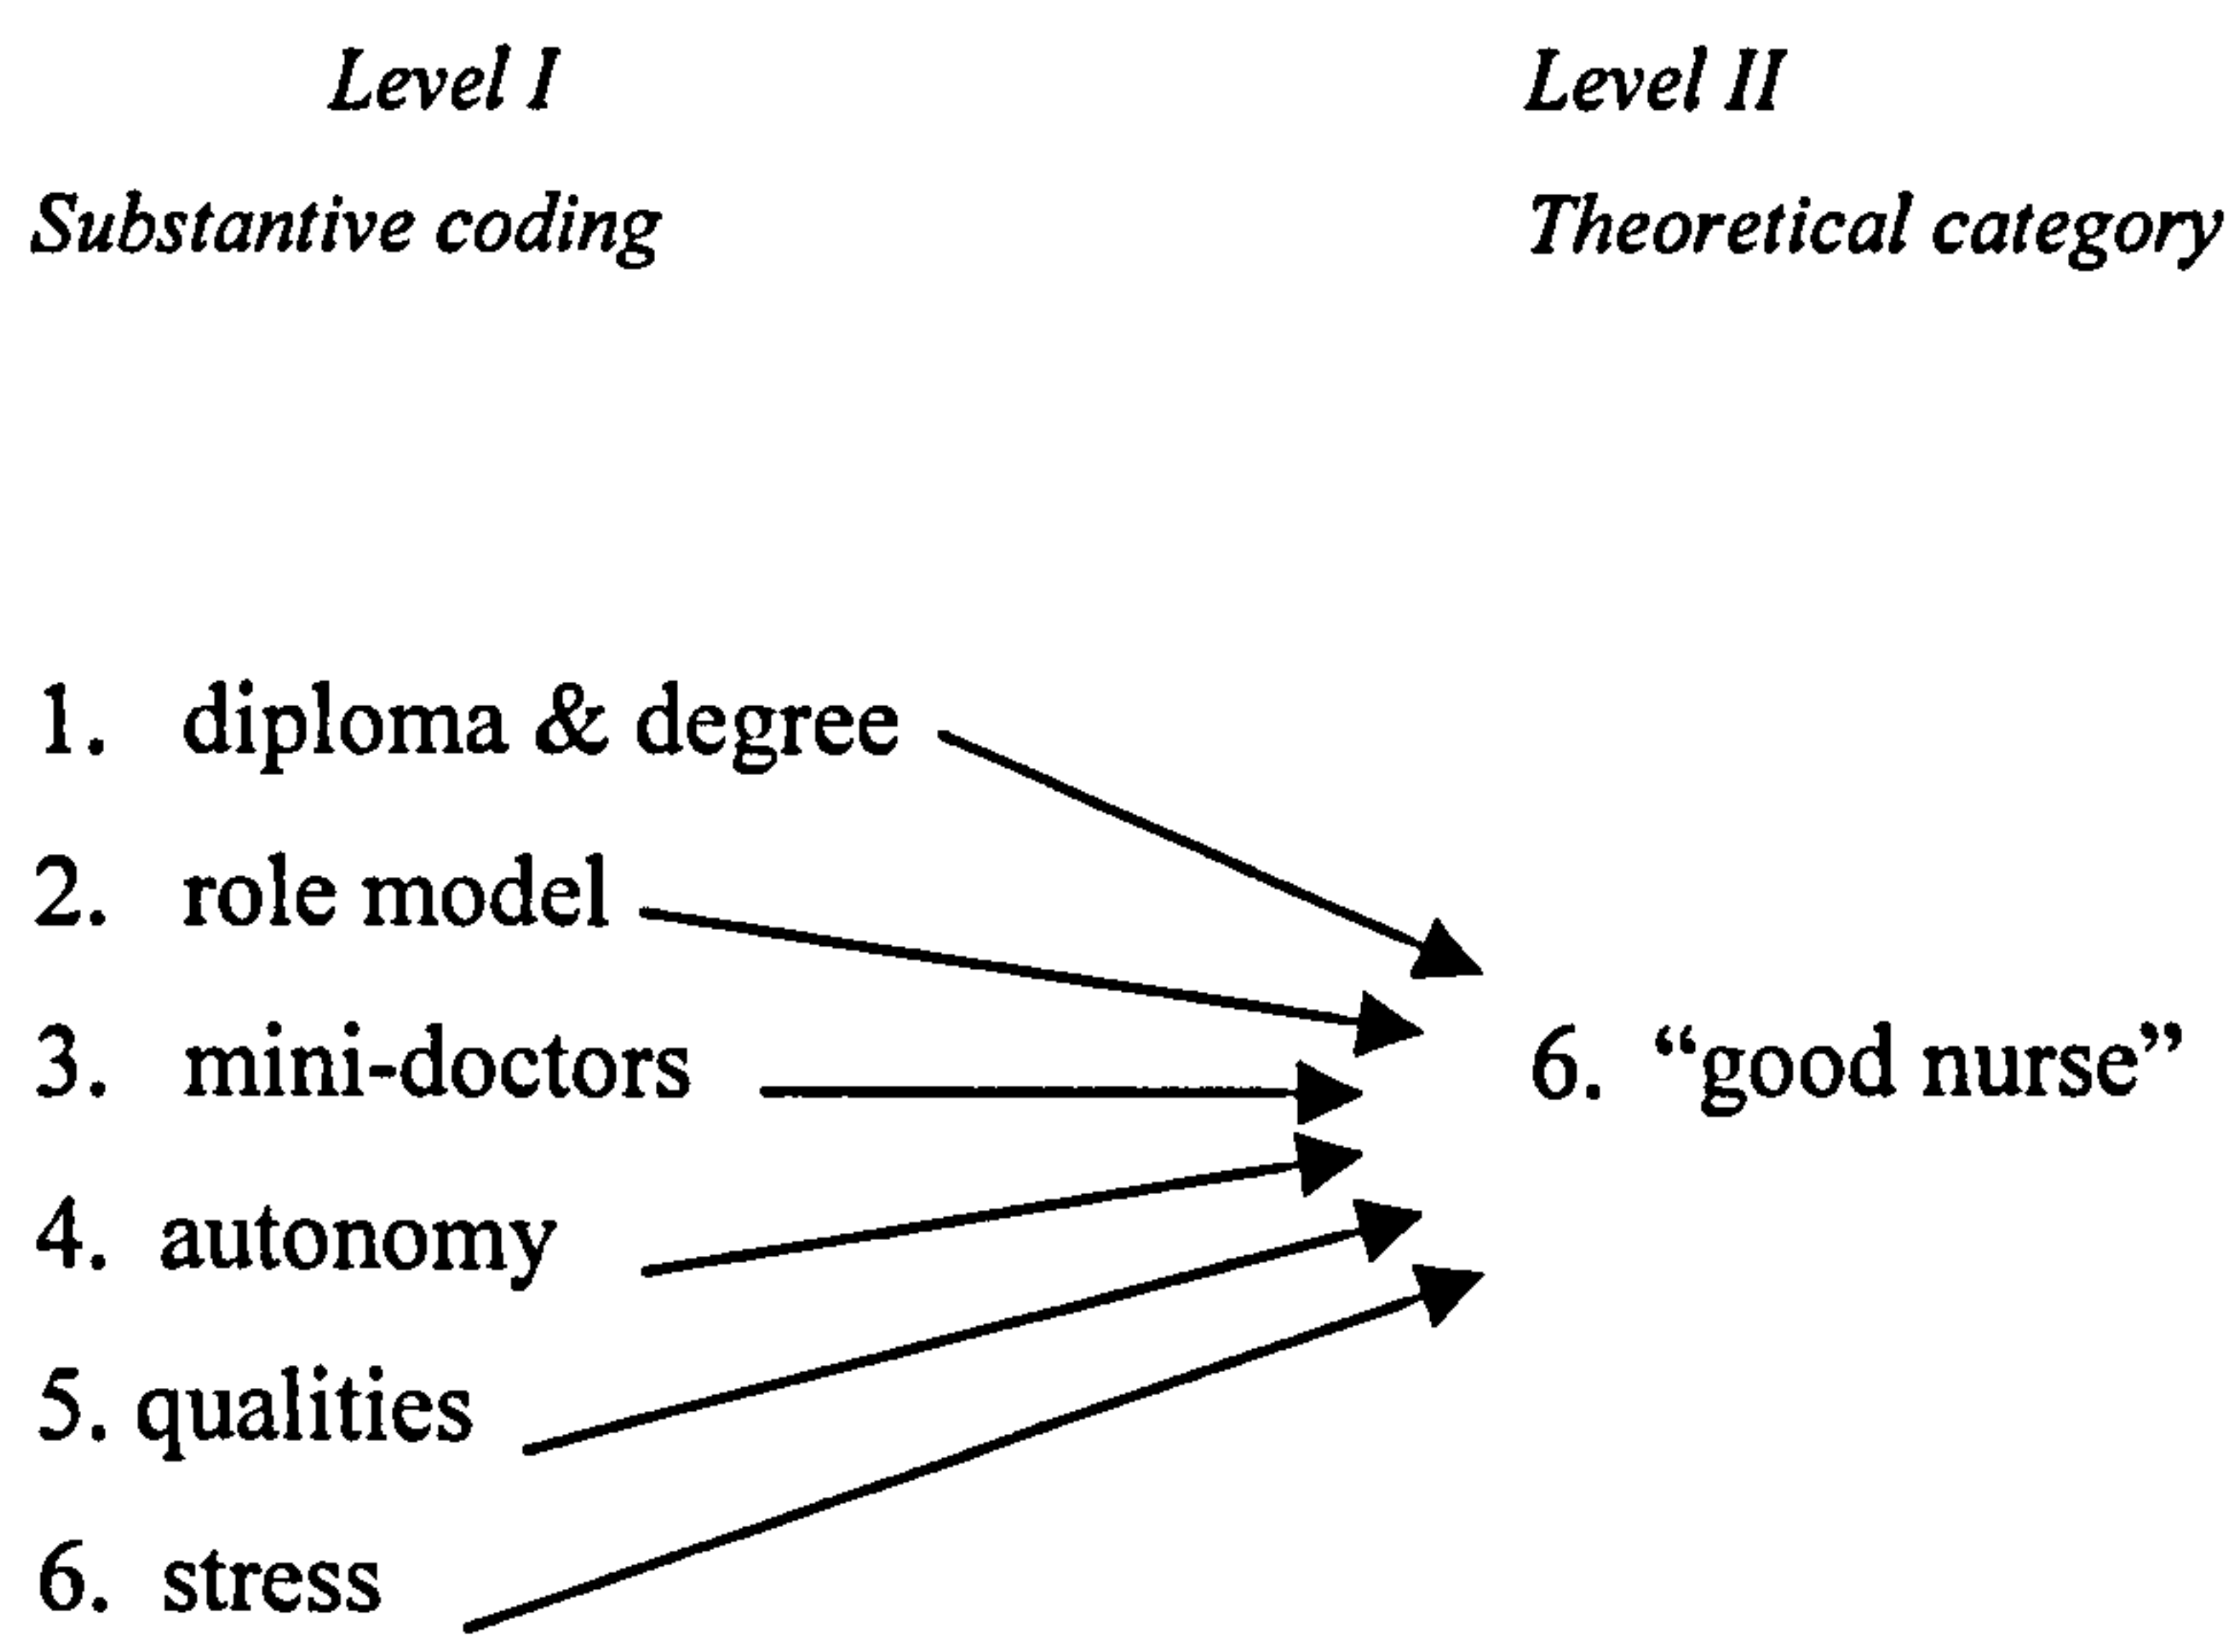 Level I
Level II
Substantive coding
Theoretical category
1. diploma & degree
2. role model
3. mini-doctors
6. “good nurse”
4. autonomy
5. qualities
6. stress